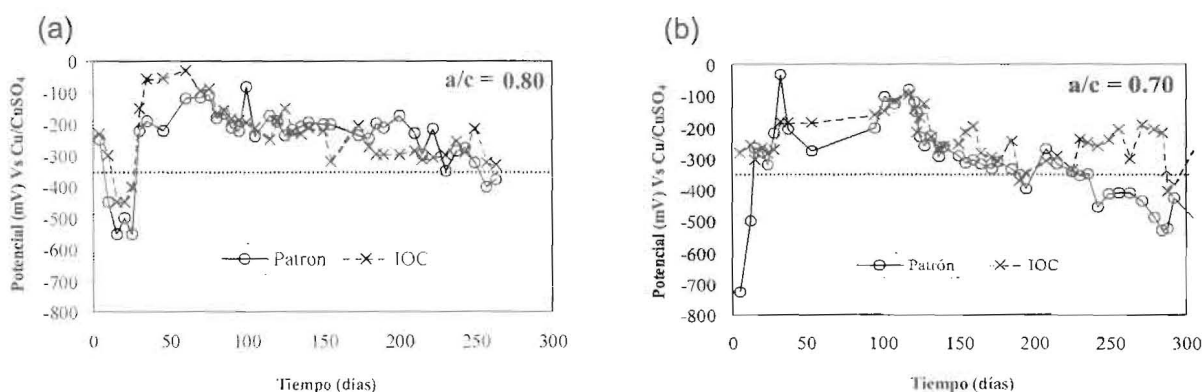 (a)
Potencial (mV) Vs Cu/CuSO₄
0
-100
-200
-300
-400
-500
-600
-700
-800
a/c = 0.80
Patron
IOC
0
50
100
150
200
250
300
Tiempo (días)
(b)
Potencial (mV) Vs Cu/CuSO₄
0
-100
-200
-300
-400
-500
-600
-700
-800
a/c = 0.70
Patrón
IOC
0
50
100
150
200
250
300
Tiempo (días)